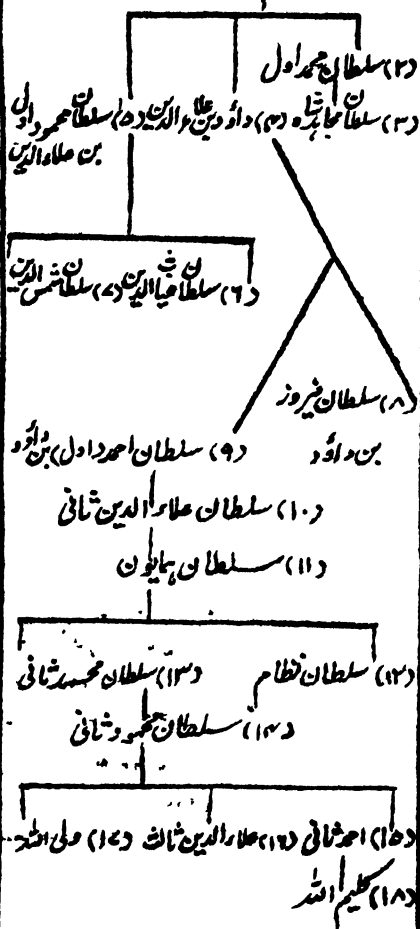 (۲) سلطان محمد اول
(۳) سلطان مجاہد شاہ (۴) داؤد بن علاء الدین (۵) سلطان محمود اول
بن علاء الدین
(۶) سلطان غیاث الدین (۷) سلطان شمس الدین
(۸) سلطان فیروز
بن داؤد
(۹) سلطان احمد (اول) بن داؤد
(۱۰) سلطان علاء الدین ثانی
(۱۱) سلطان ہمایون
(۱۲) سلطان نظام (۱۳) سلطان محمد ثانی
(۱۴) سلطان محمود ثانی
(۱۵) احمد ثانی (۱۶) علاء الدین ثالث (۱۷) ولی اللہ
(۱۸) کلیم اللہ